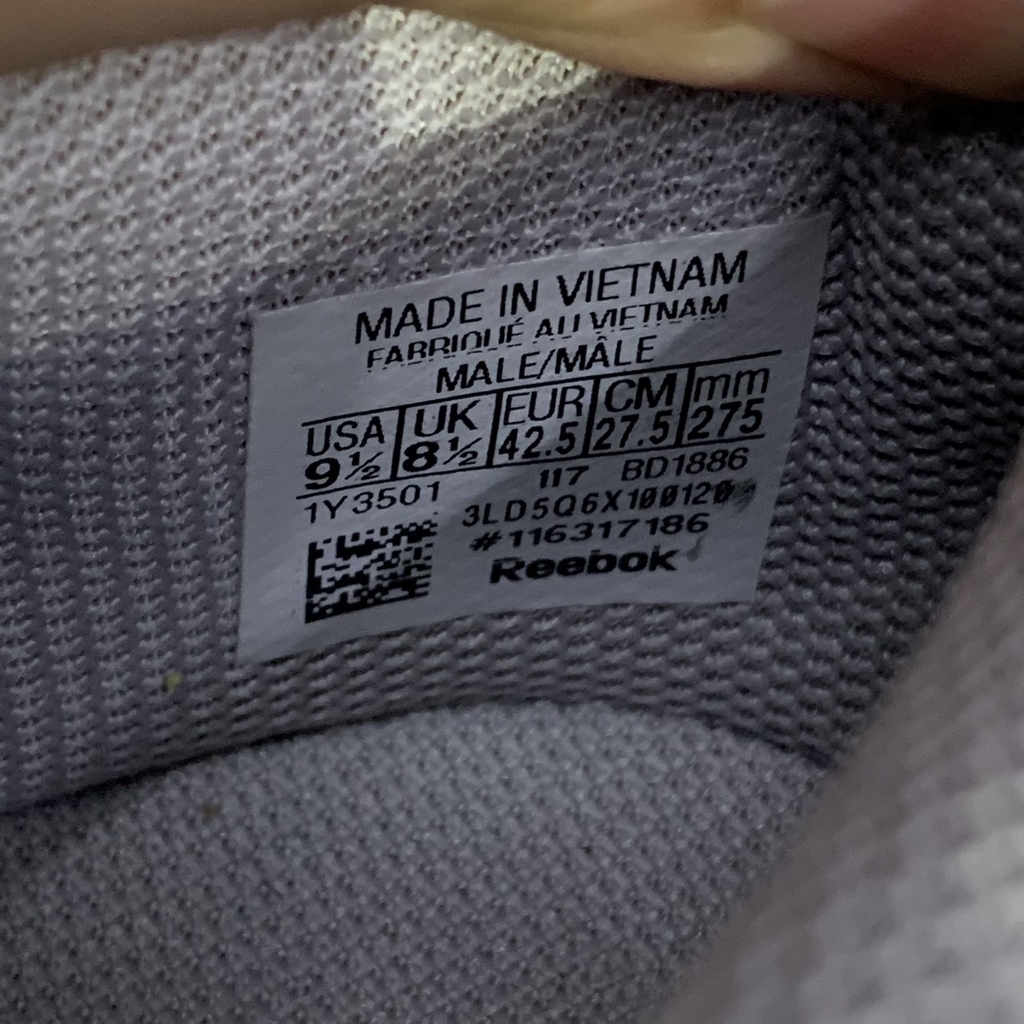 MADE IN VIETNAM
FABRIQUÉ AU VIETNAM
MALE/MÂLE
USA UK EUR CM mm
9½ 8½ 42.5 27.5 275
1Y3501 117 BD1886
3LD5Q6X100120
#116317186
Reebok